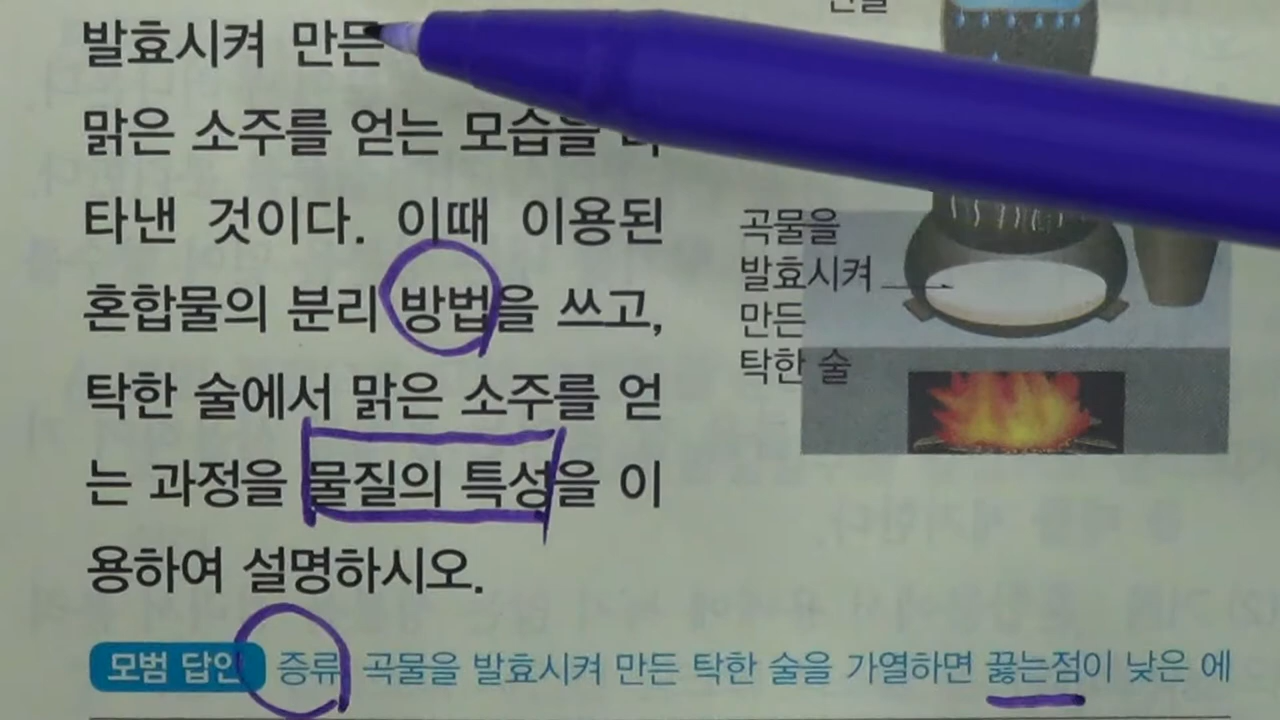 발효시켜 만든
맑은 소주를 얻는 모습을
타낸 것이다. 이때 이용된
혼합물의 분리 방법을 쓰고,
탁한 술에서 맑은 소주를 얻
는 과정을 물질의 특성을 이
용하여 설명하시오.
곡물을
발효시켜
만든
탁한 술
모범 답안 증류, 곡물을 발효시켜 만든 탁한 술을 가열하면 끓는점이 낮은 에